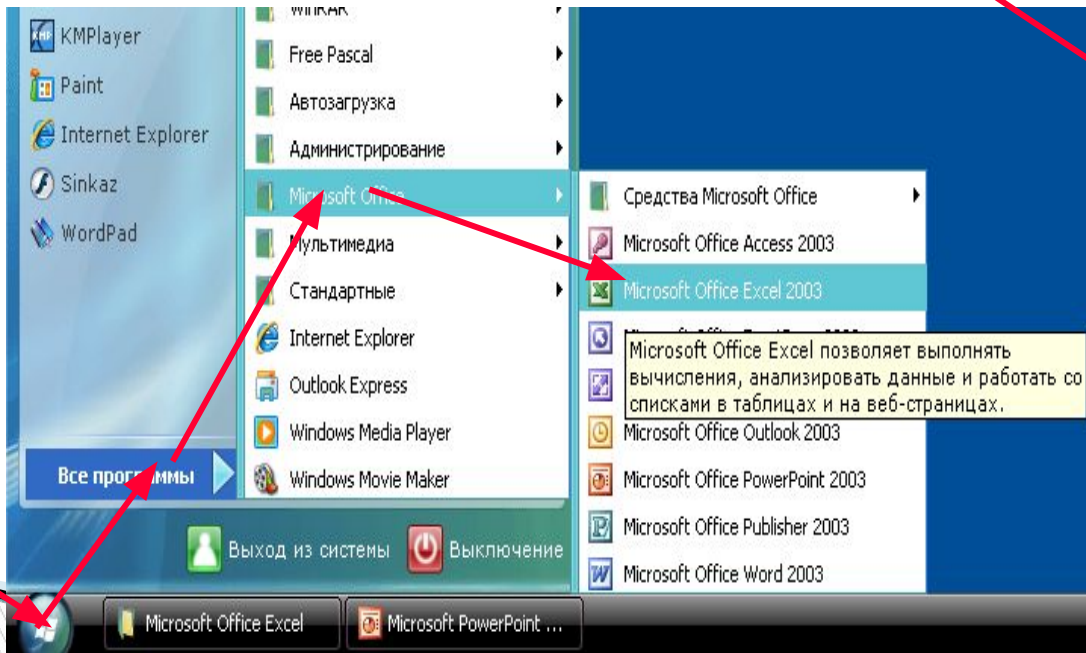 KMPlayer
Paint
Internet Explorer
Sinkaz
WordPad
Все программы
WinRAR
Free Pascal
Автозагрузка
Администрирование
Microsoft Office
Мультимедиа
Стандартные
Internet Explorer
Outlook Express
Windows Media Player
Windows Movie Maker
Средства Microsoft Office
Microsoft Office Access 2003
Microsoft Office Excel 2003
Microsoft Office Excel позволяет выполнять
вычисления, анализировать данные и работать со
списками в таблицах и на веб-страницах.
Microsoft Office Outlook 2003
Microsoft Office PowerPoint 2003
Microsoft Office Publisher 2003
Microsoft Office Word 2003
Выход из системы
Выключение
Microsoft Office Excel
Microsoft PowerPoint ...